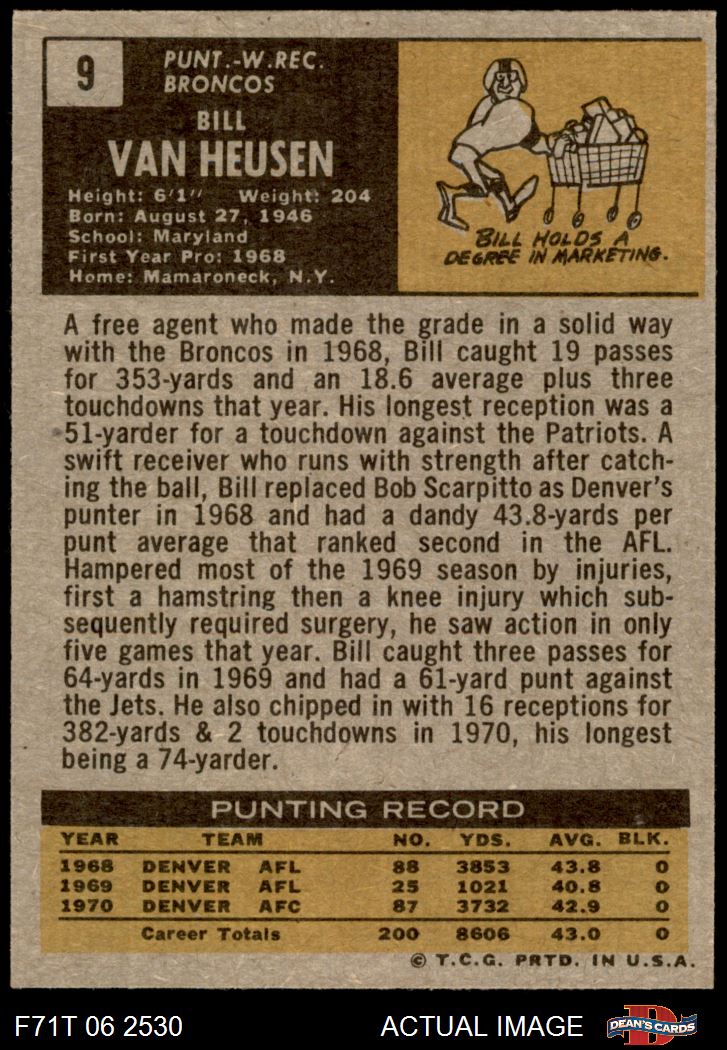 9
PUNT.-W.REC.
BRONCOS
BILL
VAN HEUSEN
Height: 6'1" Weight: 204
Born: August 27, 1946
School: Maryland
First Year Pro: 1968
Home: Mamaroneck, N.Y.
BILL HOLDS A
DEGREE IN MARKETING.
A free agent who made the grade in a solid way
with the Broncos in 1968, Bill caught 19 passes
for 353-yards and an 18.6 average plus three
touchdowns that year. His longest reception was a
51-yarder for a touchdown against the Patriots. A
swift receiver who runs with strength after catch-
ing the ball, Bill replaced Bob Scarpitto as Denver's
punter in 1968 and had a dandy 43.8-yards per
punt average that ranked second in the AFL.
Hampered most of the 1969 season by injuries,
first a hamstring then a knee injury which sub-
sequently required surgery, he saw action in only
five games that year. Bill caught three passes for
64-yards in 1969 and had a 61-yard punt against
the Jets. He also chipped in with 16 receptions for
382-yards & 2 touchdowns in 1970, his longest
being a 74-yarder.
PUNTING RECORD
YEAR TEAM NO. YDS. AVG. BLK.
1968 DENVER AFL 88 3853 43.8 0
1969 DENVER AFL 25 1021 40.8 0
1970 DENVER AFC 87 3732 42.9 0
Career Totals 200 8606 43.0 0
© T.C.G. PRTD. IN U.S.A.
F71T 06 2530 ACTUAL IMAGE
D
DEAN'S CARDS